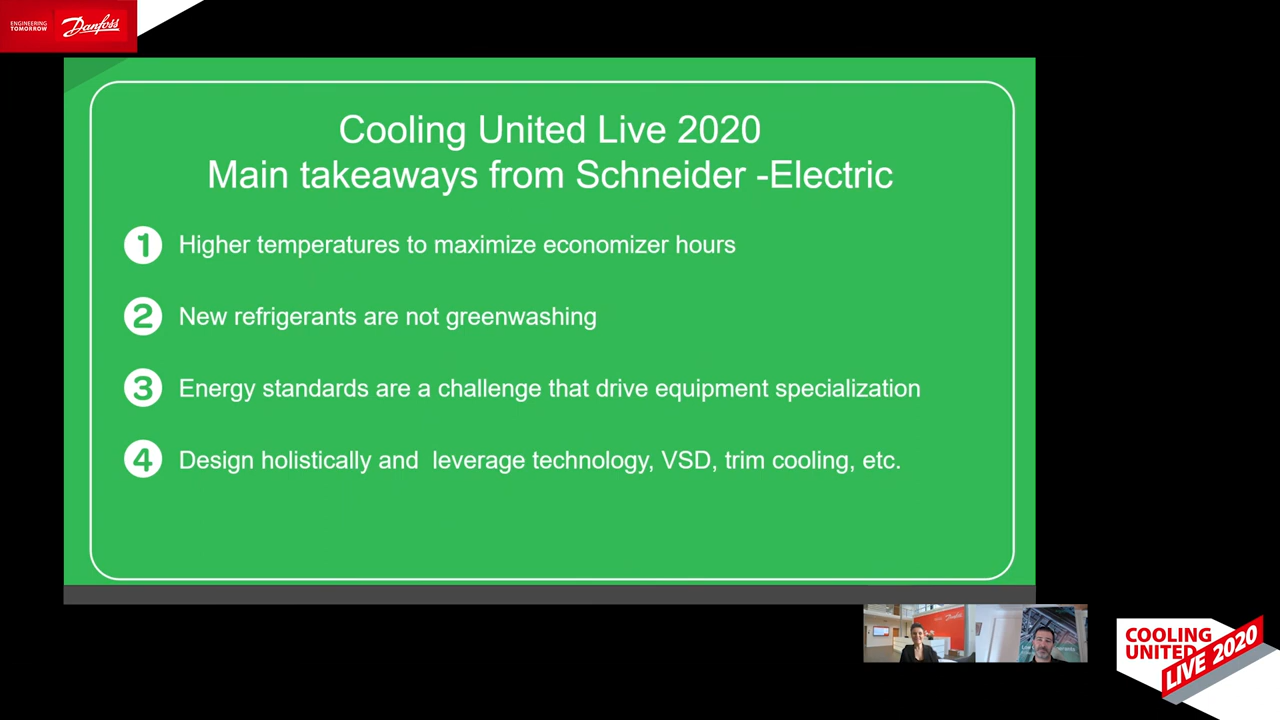 ENGINEERING
TOMORROW
Danfoss
Cooling United Live 2020
Main takeaways from Schneider -Electric
1 Higher temperatures to maximize economizer hours
2 New refrigerants are not greenwashing
3 Energy standards are a challenge that drive equipment specialization
4 Design holistically and  leverage technology, VSD, trim cooling, etc.
Danfoss
COOLING
UNITED
LIVE 2020